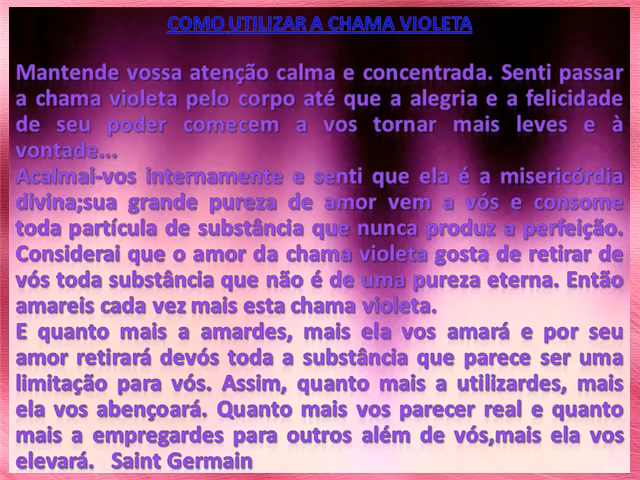 COMO UTILIZAR A CHAMA VIOLETA
Mantende vossa atenção calma e concentrada. Senti passar
a chama violeta pelo corpo até que a alegria e a felicidade
de seu poder comecem a vos tornar mais leves e à
vontade...
Acalmai-vos internamente e senti que ela é a misericórdia
divina;sua grande pureza de amor vem a vós e consome
toda partícula de substância que nunca produz a perfeição.
Considerai que o amor da chama violeta gosta de retirar de
vós toda substância que não é de uma pureza eterna. Então
amareis cada vez mais esta chama violeta.
E quanto mais a amardes, mais ela vos amará e por seu
amor retirará devós toda a substância que parece ser uma
limitação para vós. Assim, quanto mais a utilizardes, mais
ela vos abençoará. Quanto mais vos parecer real e quanto
mais a empregardes para outros além de vós,mais ela vos
elevará. Saint Germain